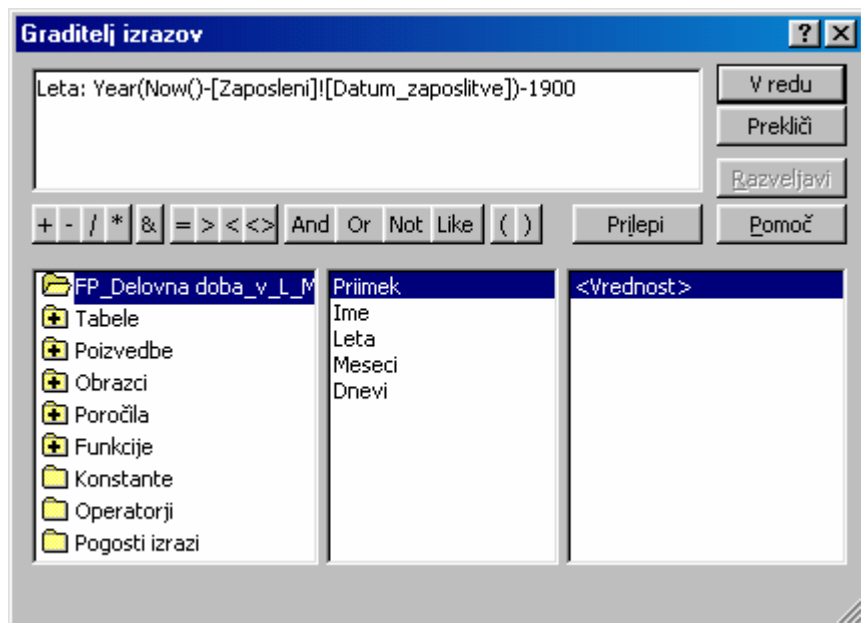 Graditelj izrazov
Leta: Year(Now()-[Zaposleni]![Datum_zaposlitve])-1900
V redu
Prekliči
Razveljavi
+ - / * & = > < <> And Or Not Like ( ) Prilepi Pomoč
FP_Delovna doba_v_L_M
Tabele
Poizvedbe
Obrazci
Poročila
Funkcije
Konstante
Operatorji
Pogosti izrazi
Priimek
Ime
Leta
Meseci
Dnevi
<Vrednost>